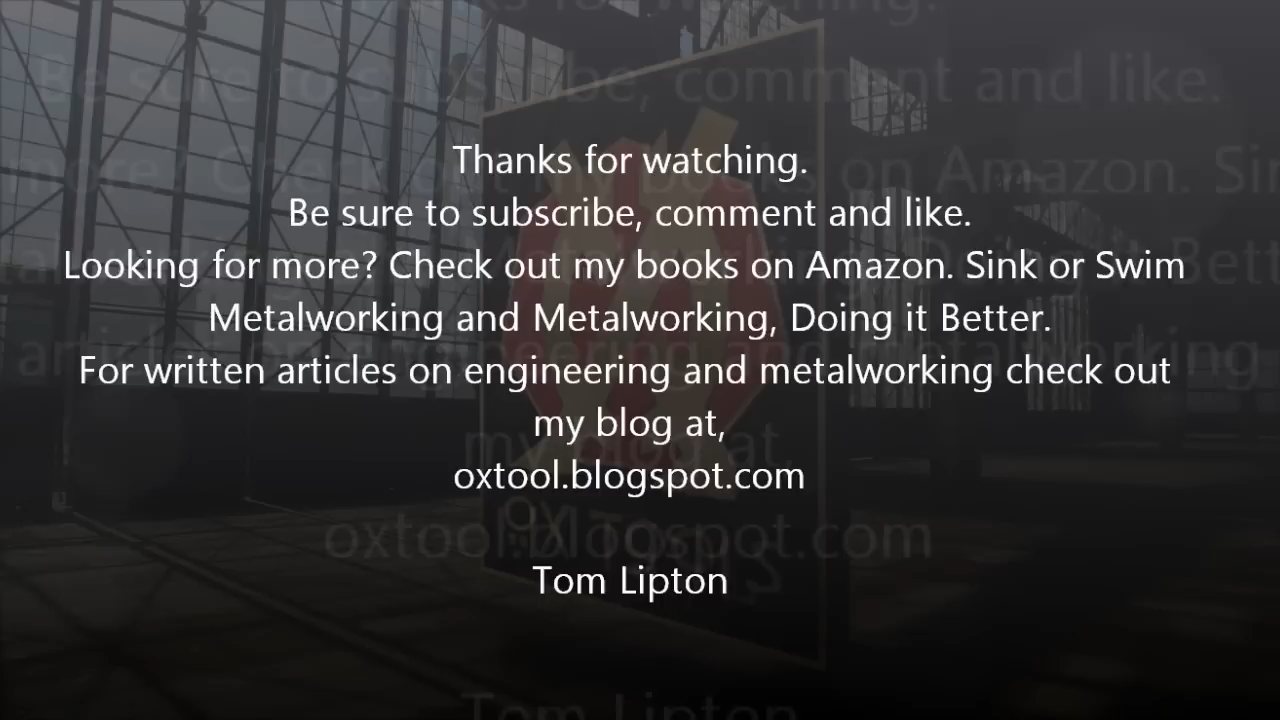 Thanks for watching.
Be sure to subscribe, comment and like.
Looking for more? Check out my books on Amazon. Sink or Swim
Metalworking and Metalworking, Doing it Better.
For written articles on engineering and metalworking check out
my blog at,
oxtool.blogspot.com
Tom Lipton